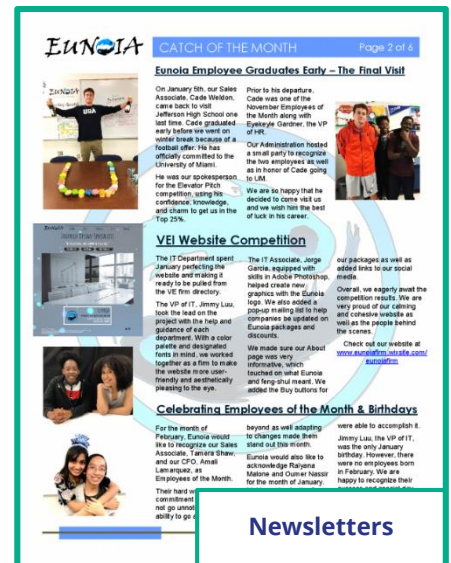 EUNOIA
CATCH OF THE MONTH
Page 2 of 6
Eunoia Employee Graduates Early – The Final Visit
On January 5th, our Sales
Associate, Cade Weldon,
came back to visit
Jefferson High School one
last time. Cade graduated
early before we went on
winter break because of a
football offer. He has
officially committed to the
University of Miami.
He was our spokesperson
for the Elevator Pitch
competition, using his
confidence, knowledge,
and charm to get us in the
Top 25%.
Prior to his departure,
Cade was one of the
November Employees of
the Month along with
Eyekeyle Gardner, the VP
of HR.
Our Administration hosted
a small party to recognize
the two employees as well
as in honor of Cade going
to UM.
We are so happy that he
decided to come visit us
and we wish him the best
of luck in his career.
VEI Website Competition
The IT Department spent
January perfecting the
website and making it
ready to be pulled from
the VE firm directory.
The VP of IT, Jimmy Luu,
took the lead on the
project with the help and
guidance of each
department. With a color
palette and designated
fonts in mind, we worked
together as a firm to make
the website more user-
friendly and aesthetically
pleasing to the eye.
The IT Associate, Jorge
Garcia, equipped with
skills in Adobe Photoshop,
helped create new
graphics with the Eunoia
logo. We also added a
pop-up mailing list to help
companies be updated on
Eunoia packages and
discounts.
We made sure our About
page was very
informative, which
touched on what Eunoia
and feng-shui meant. We
added the Buy buttons for
our packages as well as
added links to our social
media.
Overall, we eagerly await the
competition results. We are
very proud of our calming
and cohesive website as
well as the people behind
the scenes.
Check out our website at
www.eunoiafirm.wixsite.com/
eunoiafirm
Celebrating Employees of the Month & Birthdays
For the month of
February, Eunoia would
like to recognize our Sales
Associate, Tamera Shaw,
and our CFO, Amali
Lamarquez, as
Employees of the Month.
Their hard w
commitment
not go unnot
ability to go a
beyond as well adapting
to changes made them
stand out this month.
Eunoia would also like to
acknowledge Raiyana
Malone and Oumer Nassir
for the month of January.
were able to accomplish it.
Jimmy Luu, the VP of IT,
was the only January
birthday. However, there
were no employees born
in February. We are
happy to recognize their
Newsletters